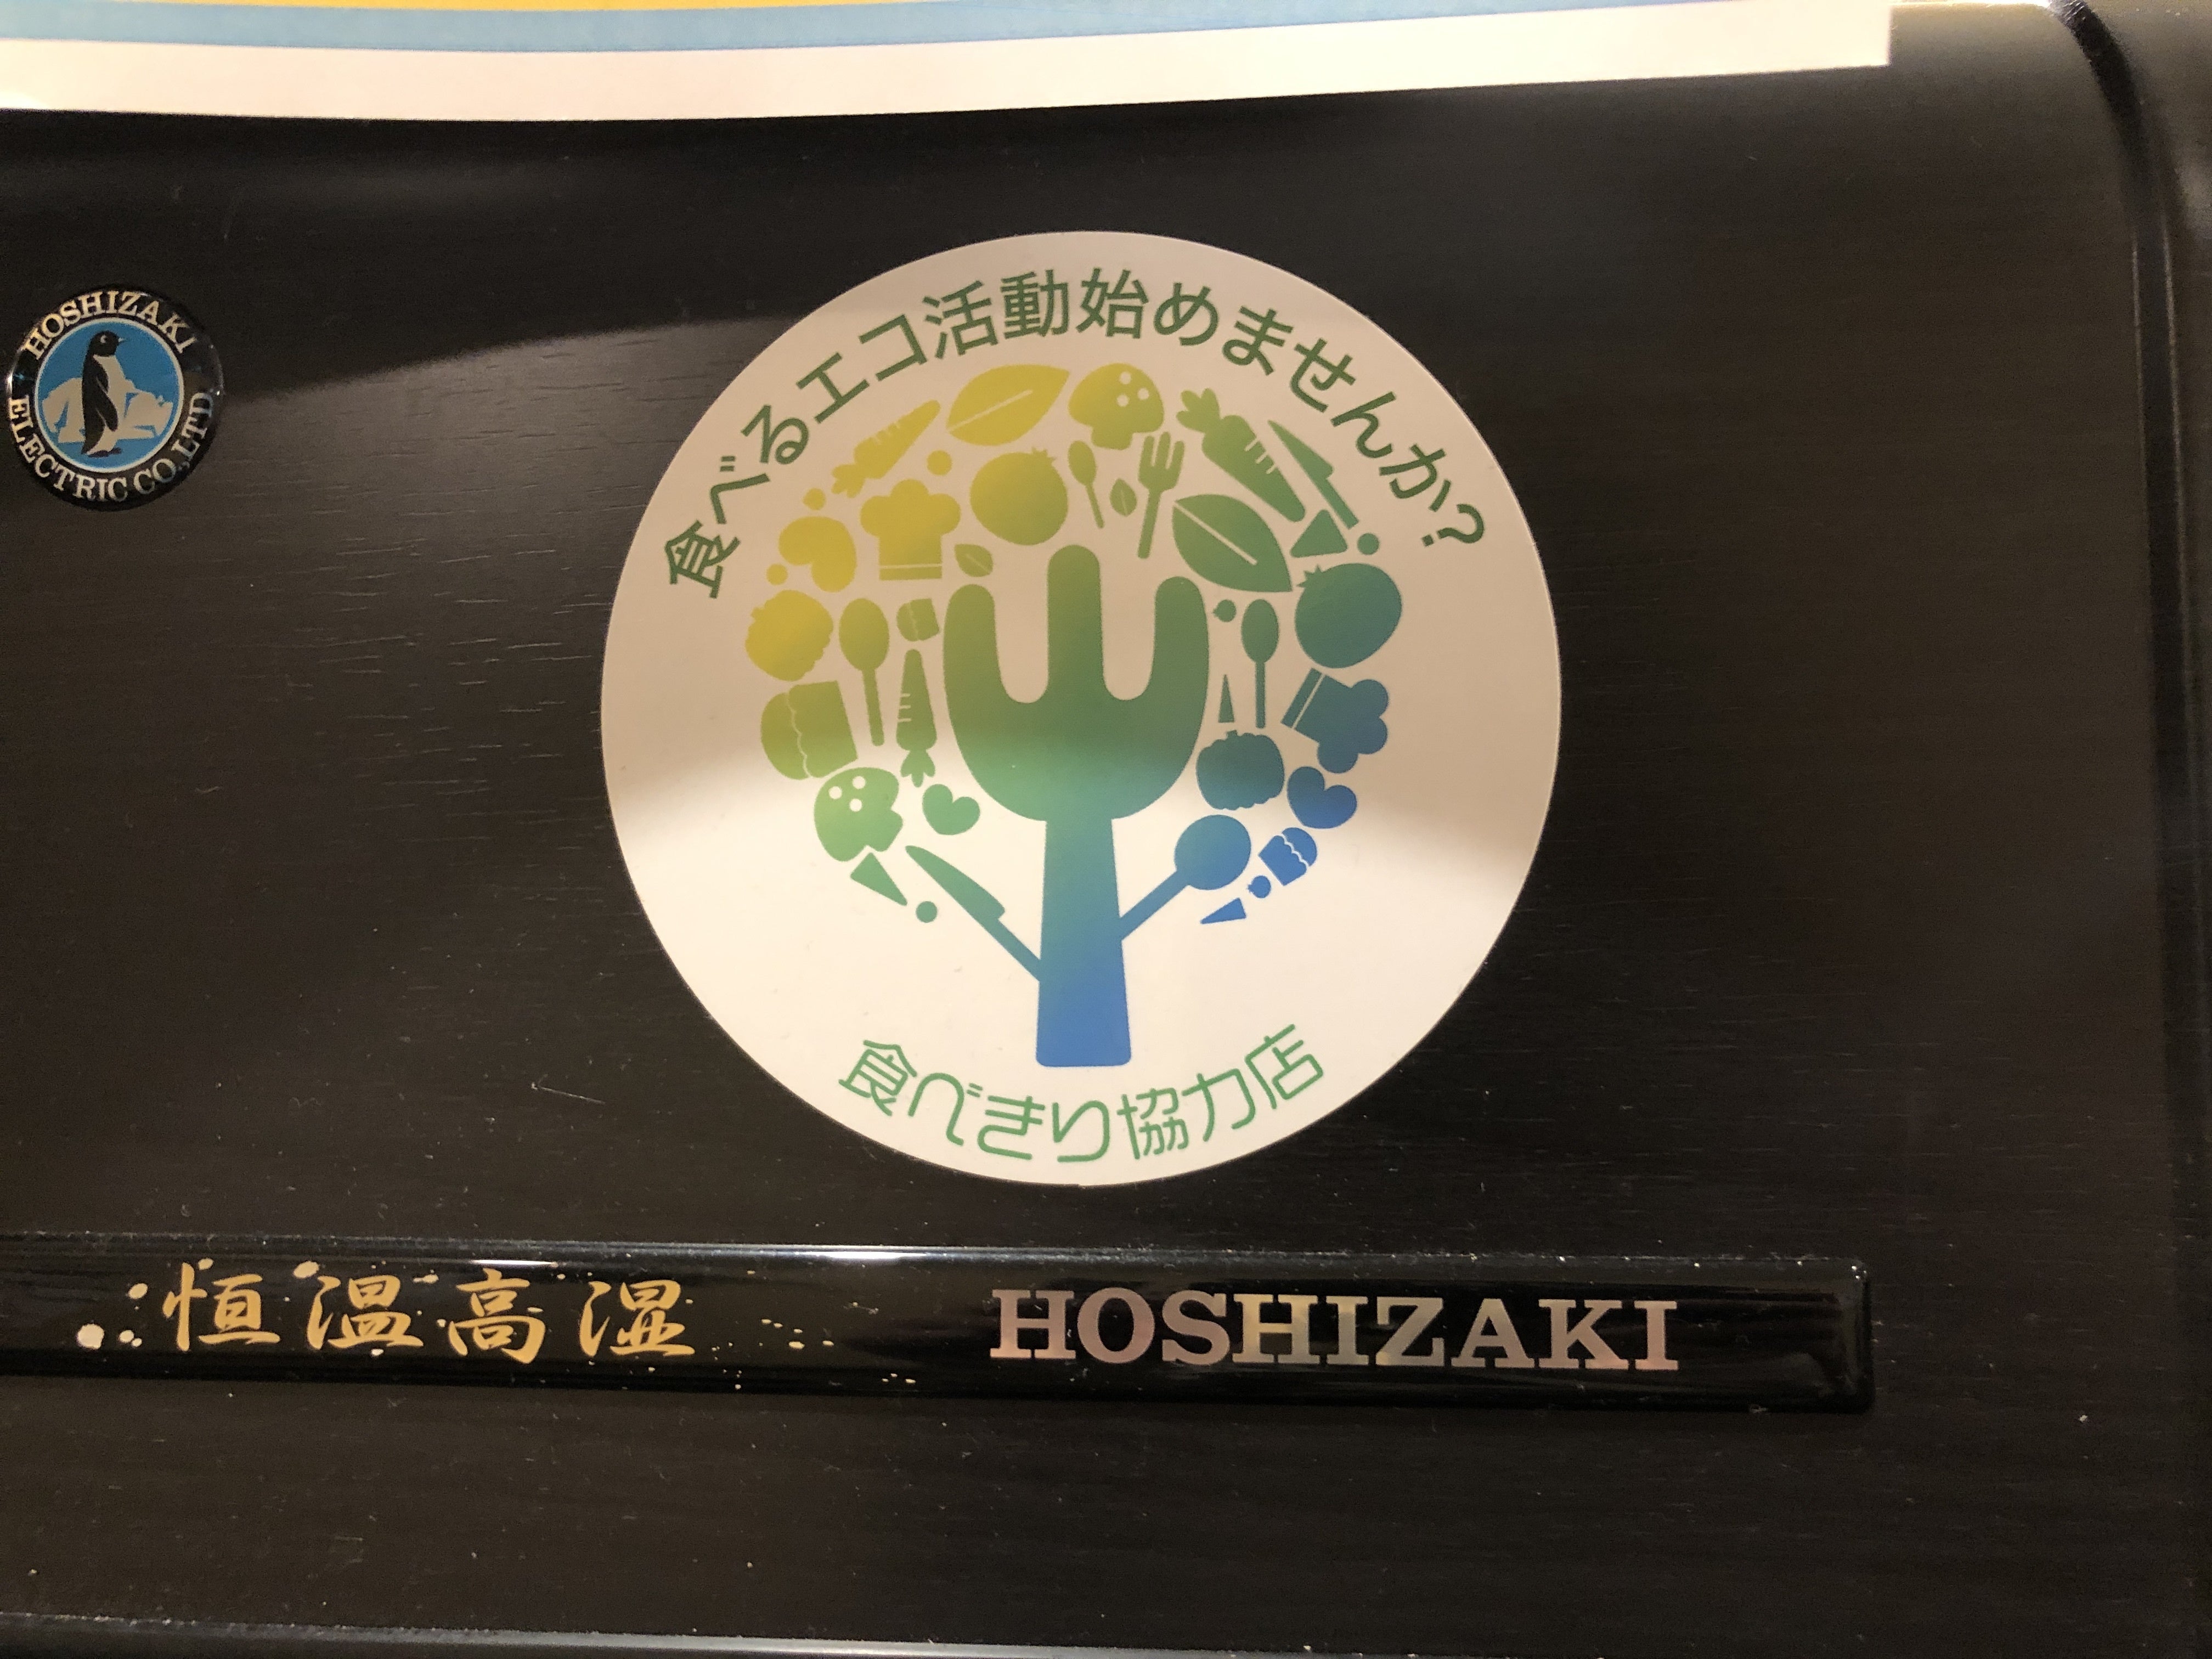 HOSHIZAKI
ELECTRIC CO.,LTD.
食べるエコ活動始めませんか?
食べきり協力店
恒温高湿
HOSHIZAKI